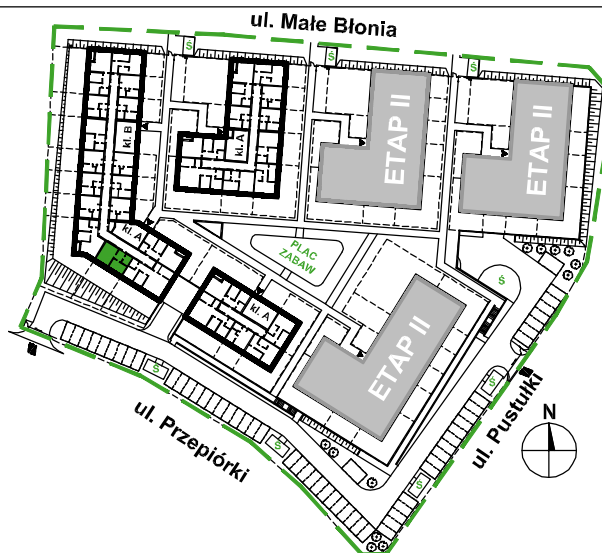 ul. Małe Błonia
Ś
Ś
Ś
kl. B
kl. A
ETAP II
ETAP II
kl. A
PLAC
ZABAW
Ś
kl. A
ETAP II
Ś
Ś
ul. Przepiórki
ul. Pustułki
N
Ś
Ś